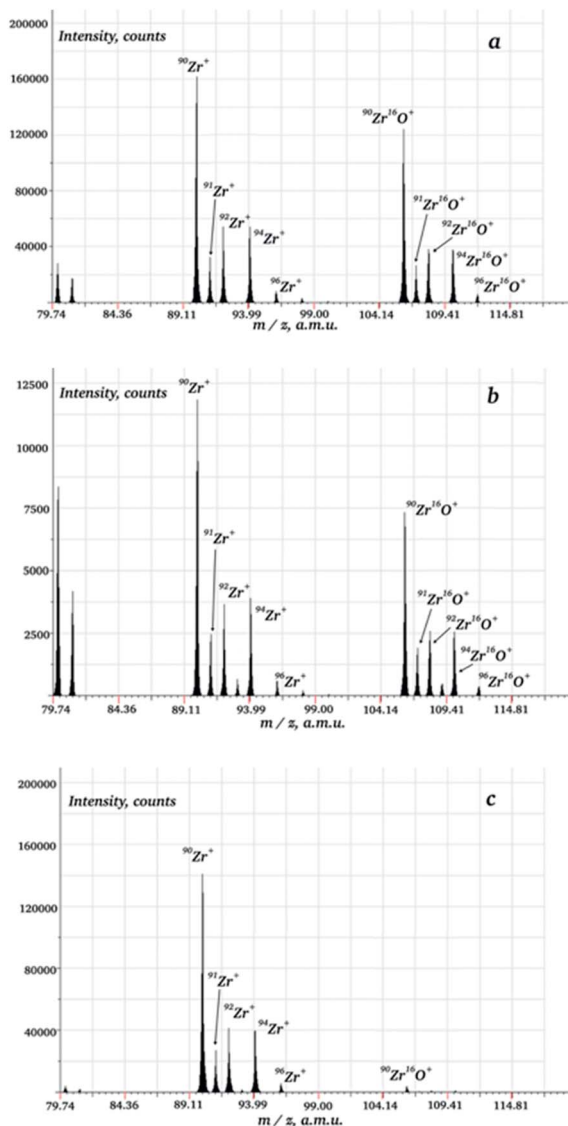 200000
Intensity, counts
a
⁹⁰Zr⁺
160000
⁹⁰Zr¹⁶O⁺
120000
⁹¹Zr⁺
80000
⁹¹Zr¹⁶O⁺
⁹²Zr⁺
⁹²Zr¹⁶O⁺
⁹⁴Zr⁺
40000
⁹⁴Zr¹⁶O⁺
⁹⁶Zr⁺
⁹⁶Zr¹⁶O⁺
79.74 84.36 89.11 93.99 99.00 104.14 109.41 114.81
m / z, a.m.u.
12500
Intensity, counts
b
⁹⁰Zr⁺
10000
7500
⁹⁰Zr¹⁶O⁺
⁹¹Zr⁺
5000
⁹²Zr⁺
⁹¹Zr¹⁶O⁺
⁹⁴Zr⁺
⁹²Zr¹⁶O⁺
2500
⁹⁴Zr¹⁶O⁺
⁹⁶Zr⁺
⁹⁶Zr¹⁶O⁺
79.74 84.36 89.11 93.99 99.00 104.14 109.41 114.81
m / z, a.m.u.
200000
Intensity, counts
c
160000
⁹⁰Zr⁺
120000
80000
⁹¹Zr⁺
⁹²Zr⁺
40000
⁹⁴Zr⁺
⁹⁶Zr⁺
⁹⁰Zr¹⁶O⁺
79.74 84.36 89.11 93.99 99.00 104.14 109.41 114.81
m / z, a.m.u.